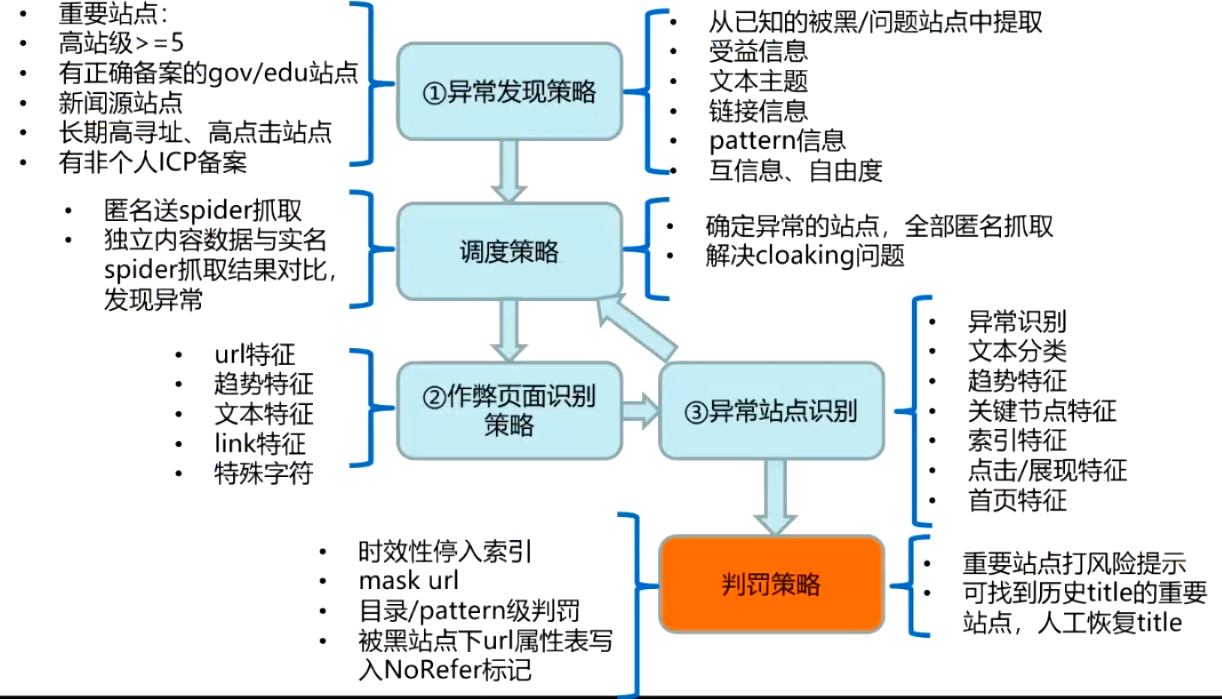 • 重要站点：
• 高站级>=5
• 有正确备案的gov/edu站点
• 新闻源站点
• 长期高寻址、高点击站点
• 有非个人ICP备案
①异常发现策略
• 从已知的被黑/问题站点中提取
• 受益信息
• 文本主题
• 链接信息
• pattern信息
• 互信息、自由度
• 匿名送spider抓取
• 独立内容数据与实名
spider抓取结果对比，
发现异常
调度策略
• 确定异常的站点，全部匿名抓取
• 解决cloaking问题
• url特征
• 趋势特征
• 文本特征
• link特征
• 特殊字符
②作弊页面识别
策略
③异常站点识别
• 异常识别
• 文本分类
• 趋势特征
• 关键节点特征
• 索引特征
• 点击/展现特征
• 首页特征
• 时效性停入索引
• mask url
• 目录/pattern级判罚
• 被黑站点下url属性表写
入NoRefer标记
判罚策略
• 重要站点打风险提示
• 可找到历史title的重要
站点，人工恢复title